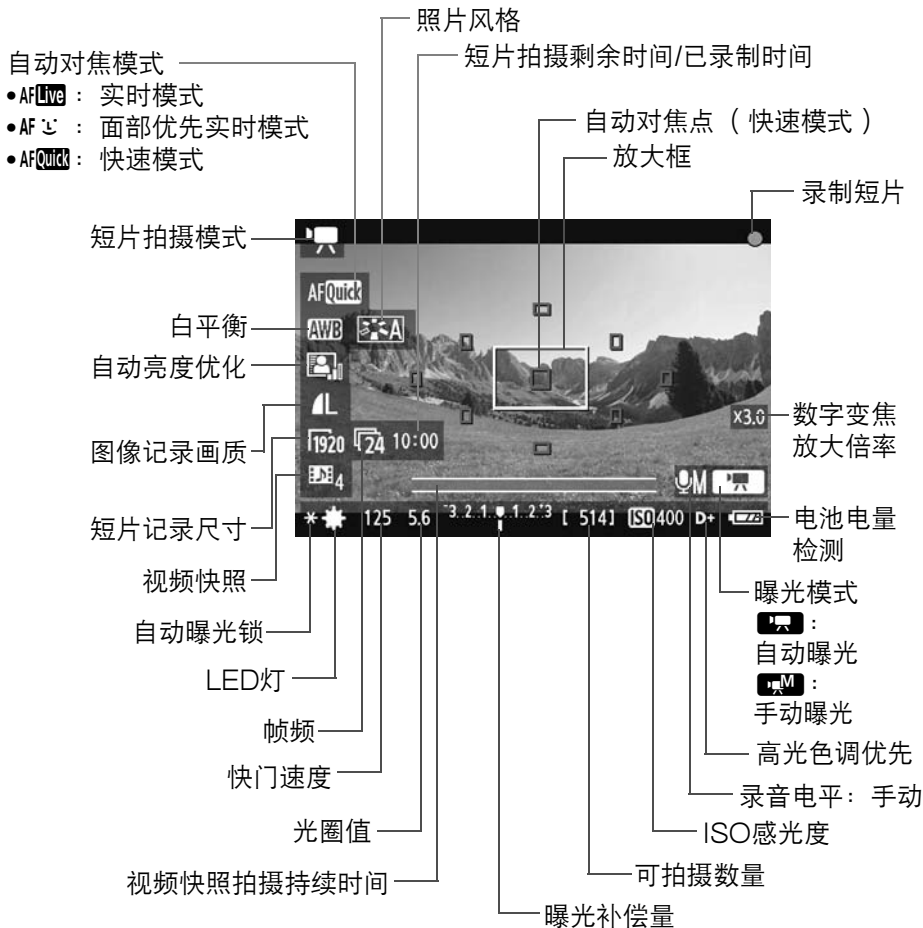 照片风格
自动对焦模式
短片拍摄剩余时间/已录制时间
•AF Live : 实时模式
•AF : 面部优先实时模式
•AF Quick : 快速模式
自动对焦点（快速模式）
放大框
录制短片
短片拍摄模式
AF Quick
白平衡
AWB
A
自动亮度优化
L
图像记录画质
1920 24 10:00
x3.0
数字变焦
放大倍率
4
M
短片记录尺寸
* 125 5.6 -3..2..1..0..1..2.+3 [ 514] ISO 400 D+
电池电量
检测
视频快照
曝光模式
:
自动曝光
M :
手动曝光
自动曝光锁
LED灯
帧频
高光色调优先
快门速度
录音电平：手动
光圈值
ISO感光度
视频快照拍摄持续时间
可拍摄数量
曝光补偿量